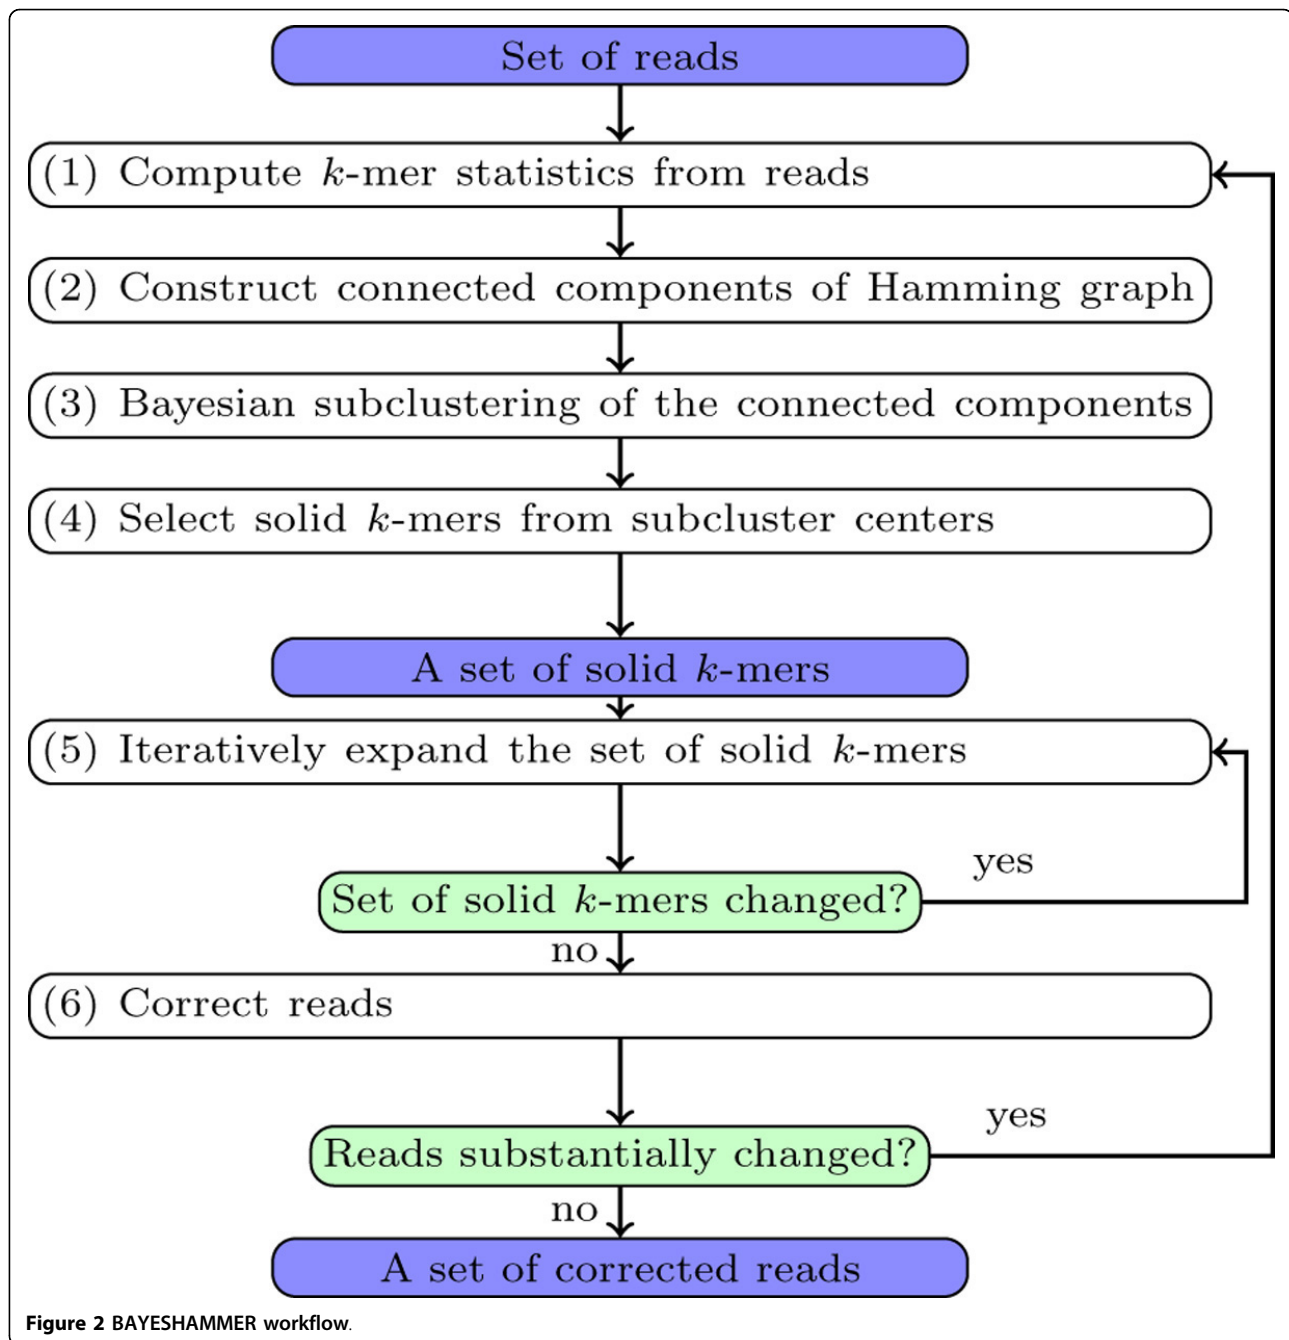 Set of reads
(1) Compute k-mer statistics from reads
(2) Construct connected components of Hamming graph
(3) Bayesian subclustering of the connected components
(4) Select solid k-mers from subcluster centers
A set of solid k-mers
(5) Iteratively expand the set of solid k-mers
yes
Set of solid k-mers changed?
no
(6) Correct reads
yes
Reads substantially changed?
no
A set of corrected reads
Figure 2 BAYESHAMMER workflow.